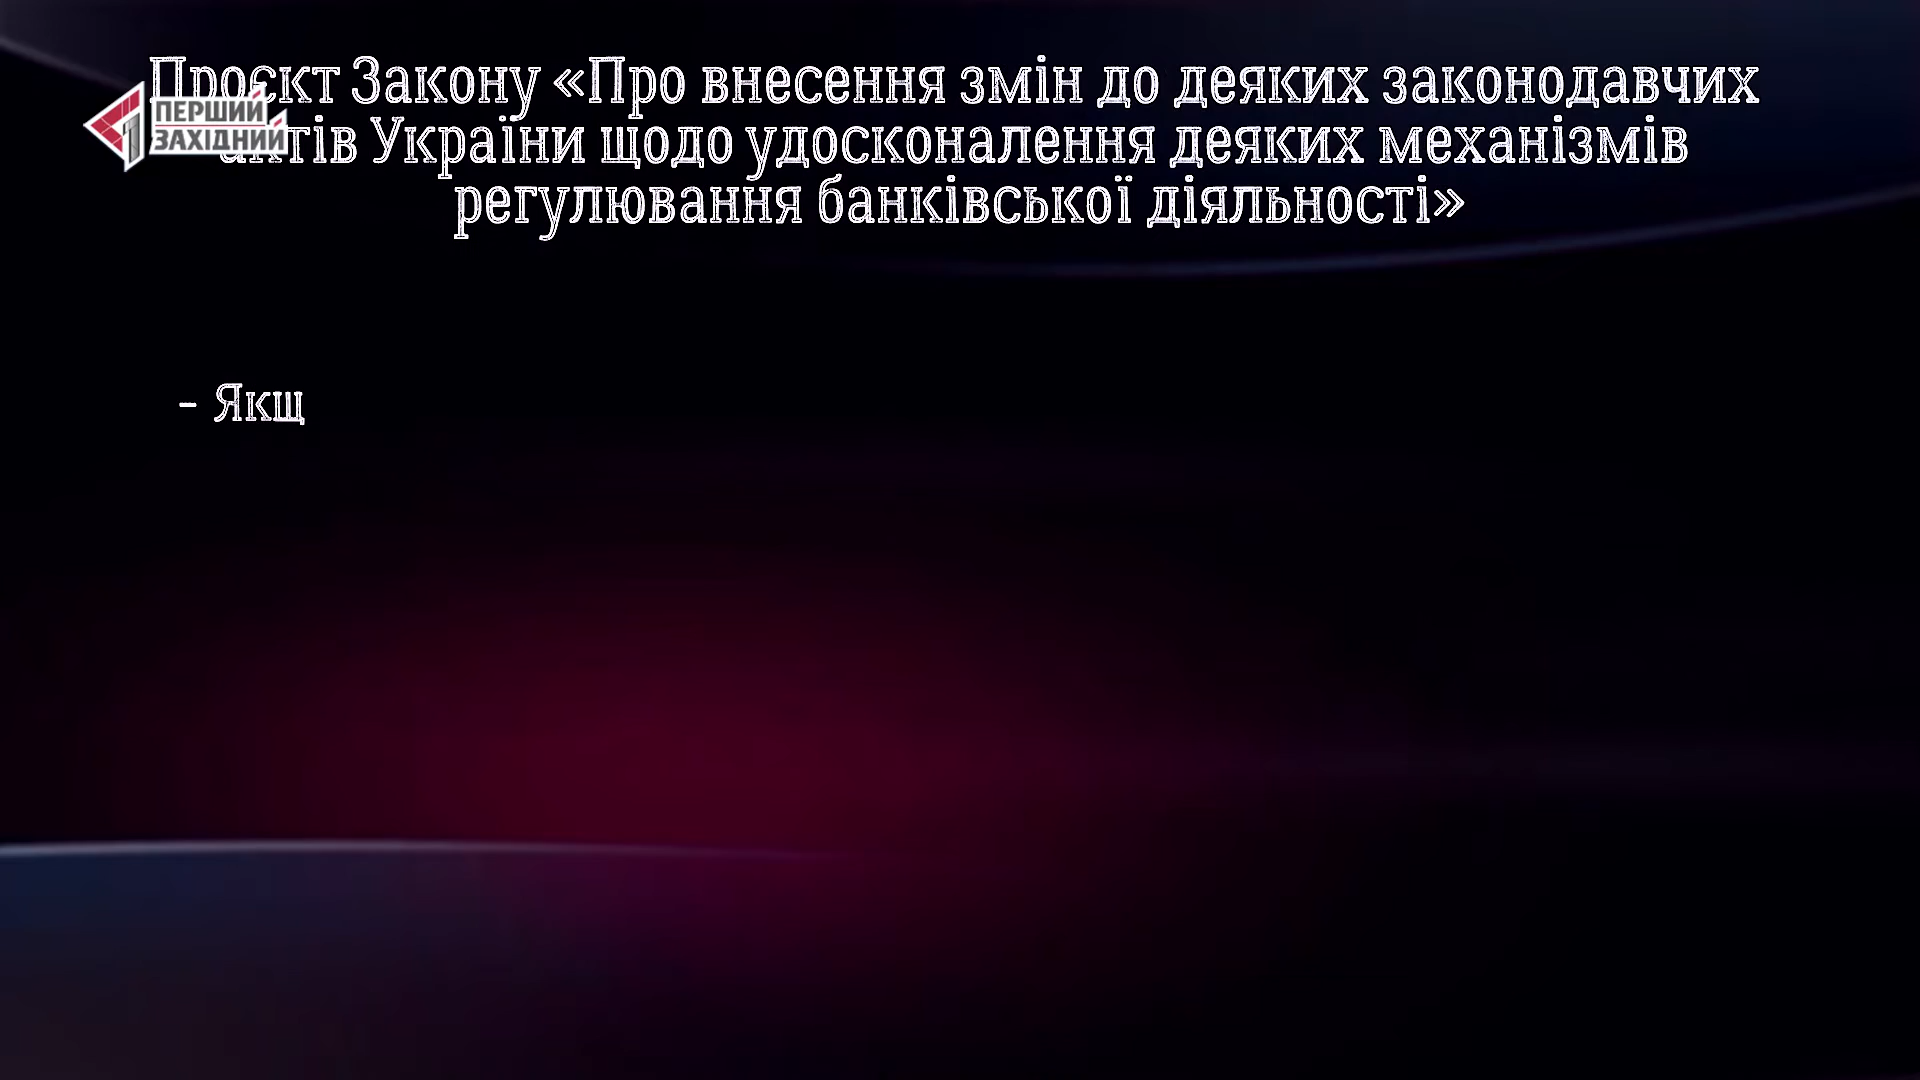 Проєкт Закону «Про внесення змін до деяких законодавчих
ПЕРШИЙ
ЗАХІДНИЙ
актів України щодо удосконалення деяких механізмів
регулювання банківської діяльності»
- Якщ